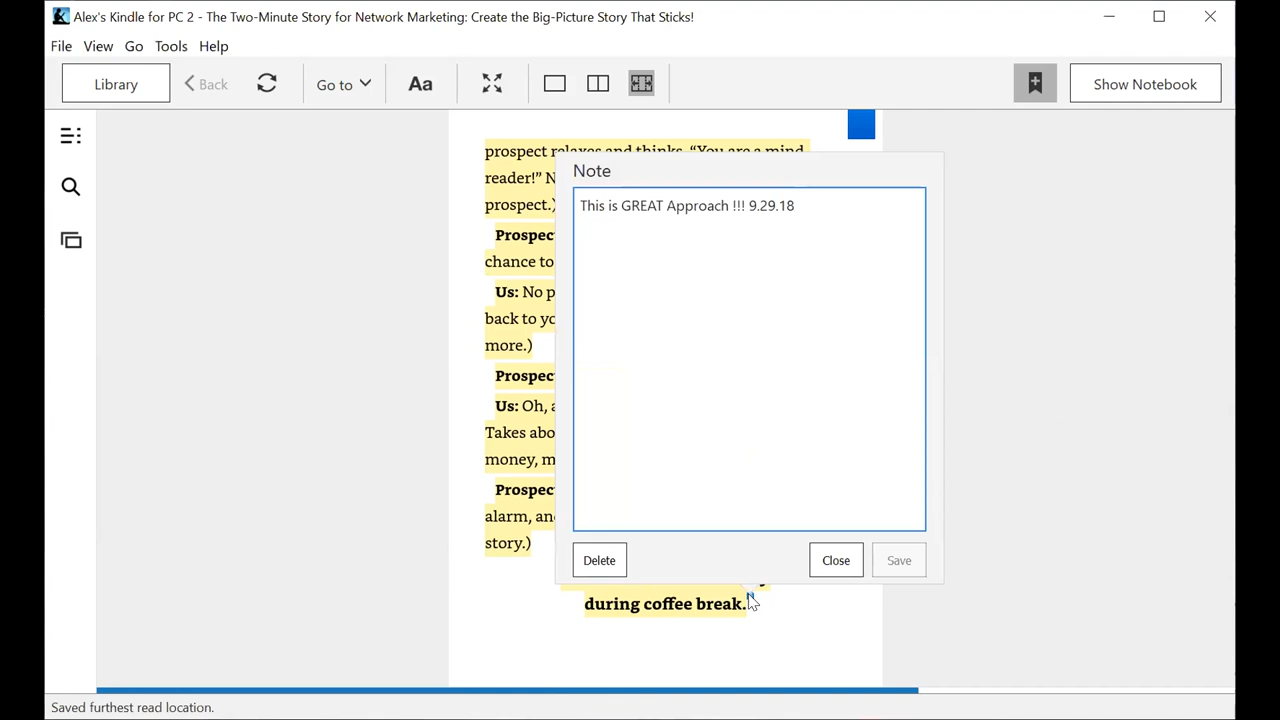 Alex's Kindle for PC 2 - The Two-Minute Story for Network Marketing: Create the Big-Picture Story That Sticks!
File View Go Tools Help
Library Back Go to Aa Show Notebook
prospect relaxes and thinks, “You are a mind
reader!”
prospect.)
Prospec
chance to
Us: No p
back to yo
more.)
Prospec
Us: Oh, a
Takes abo
money, m
Prospec
alarm, an
story.)
during coffee break.
Note
This is GREAT Approach !!! 9.29.18
Delete Close Save
Saved furthest read location.